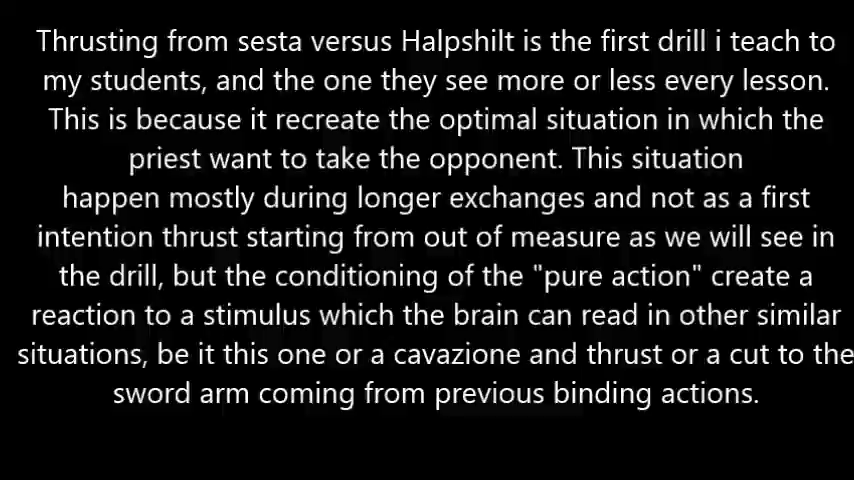 Thrusting from sesta versus Halpshilt is the first drill i teach to
my students, and the one they see more or less every lesson.
This is because it recreate the optimal situation in which the
priest want to take the opponent. This situation
happen mostly during longer exchanges and not as a first
intention thrust starting from out of measure as we will see in
the drill, but the conditioning of the "pure action" create a
reaction to a stimulus which the brain can read in other similar
situations, be it this one or a cavazione and thrust or a cut to the
sword arm coming from previous binding actions.